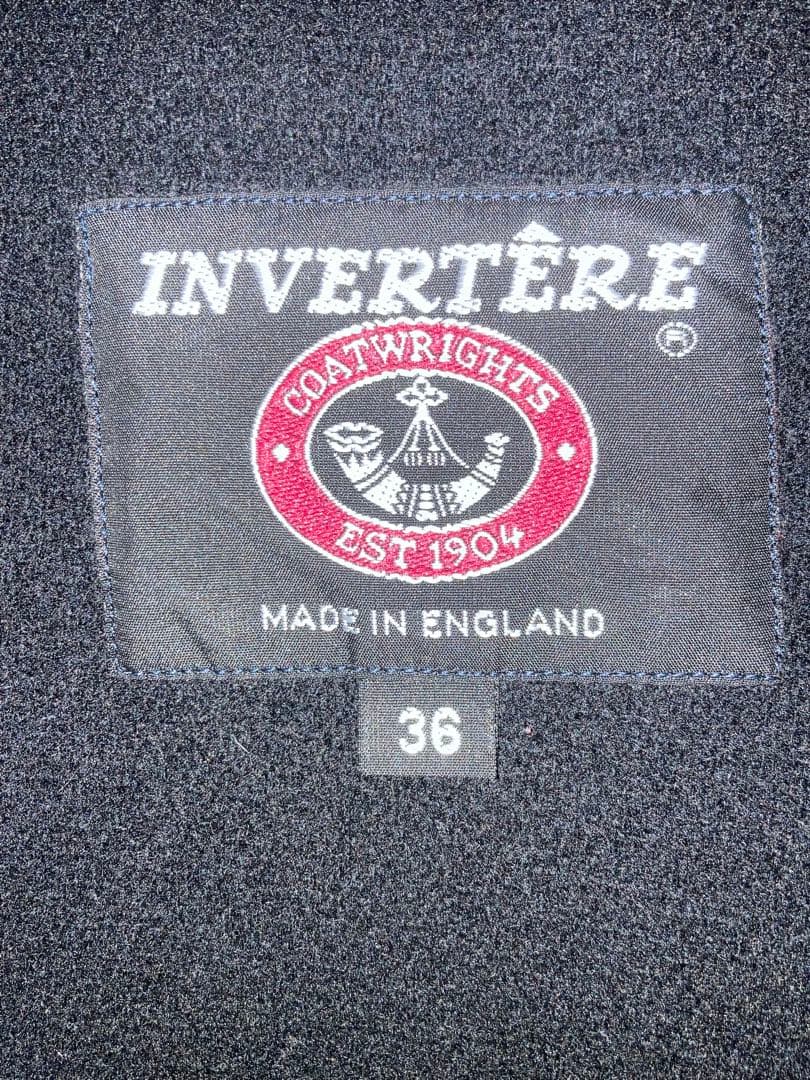 INVERTÊRE
®
COATWRIGHTS
EST 1904
MADE IN ENGLAND
36